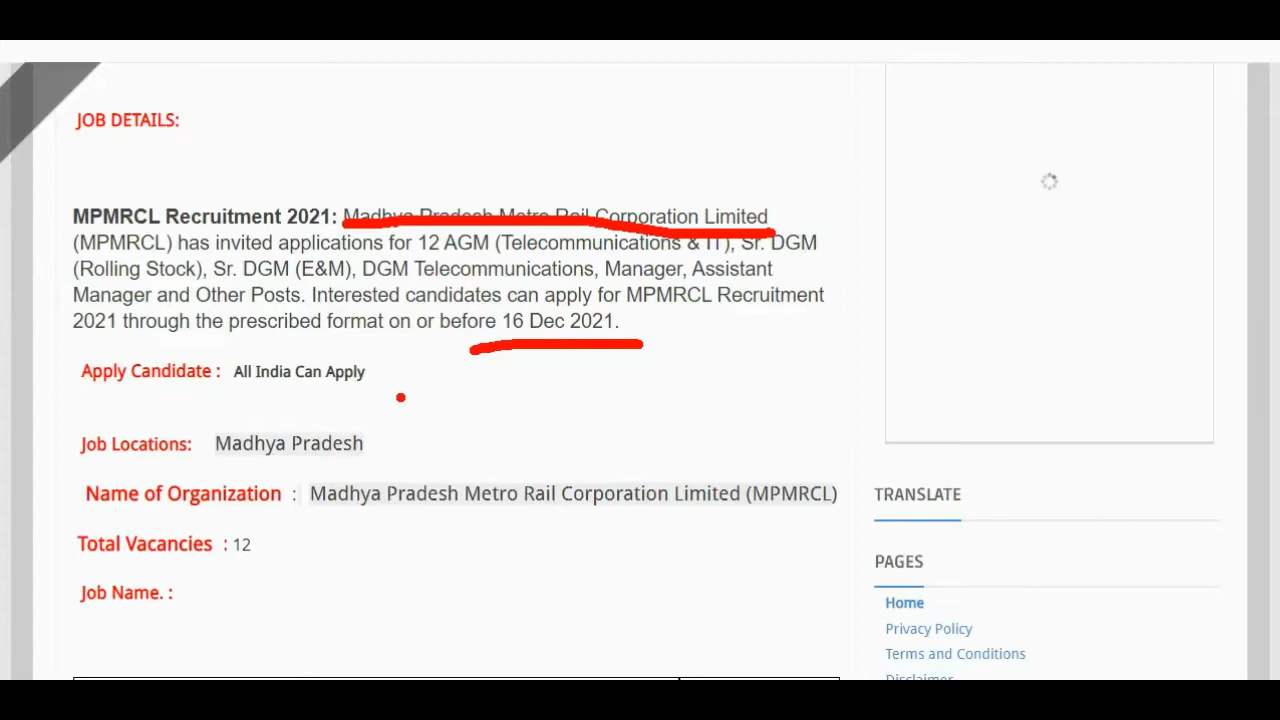 JOB DETAILS:
MPMRCL Recruitment 2021: Madhya Pradesh Metro Rail Corporation Limited
(MPMRCL) has invited applications for 12 AGM (Telecommunications & IT), Sr. DGM
(Rolling Stock), Sr. DGM (E&M), DGM Telecommunications, Manager, Assistant
Manager and Other Posts. Interested candidates can apply for MPMRCL Recruitment
2021 through the prescribed format on or before 16 Dec 2021.
Apply Candidate : All India Can Apply
Job Locations: Madhya Pradesh
Name of Organization : Madhya Pradesh Metro Rail Corporation Limited (MPMRCL)
Total Vacancies : 12
Job Name. :
TRANSLATE
PAGES
Home
Privacy Policy
Terms and Conditions
Disclaimer